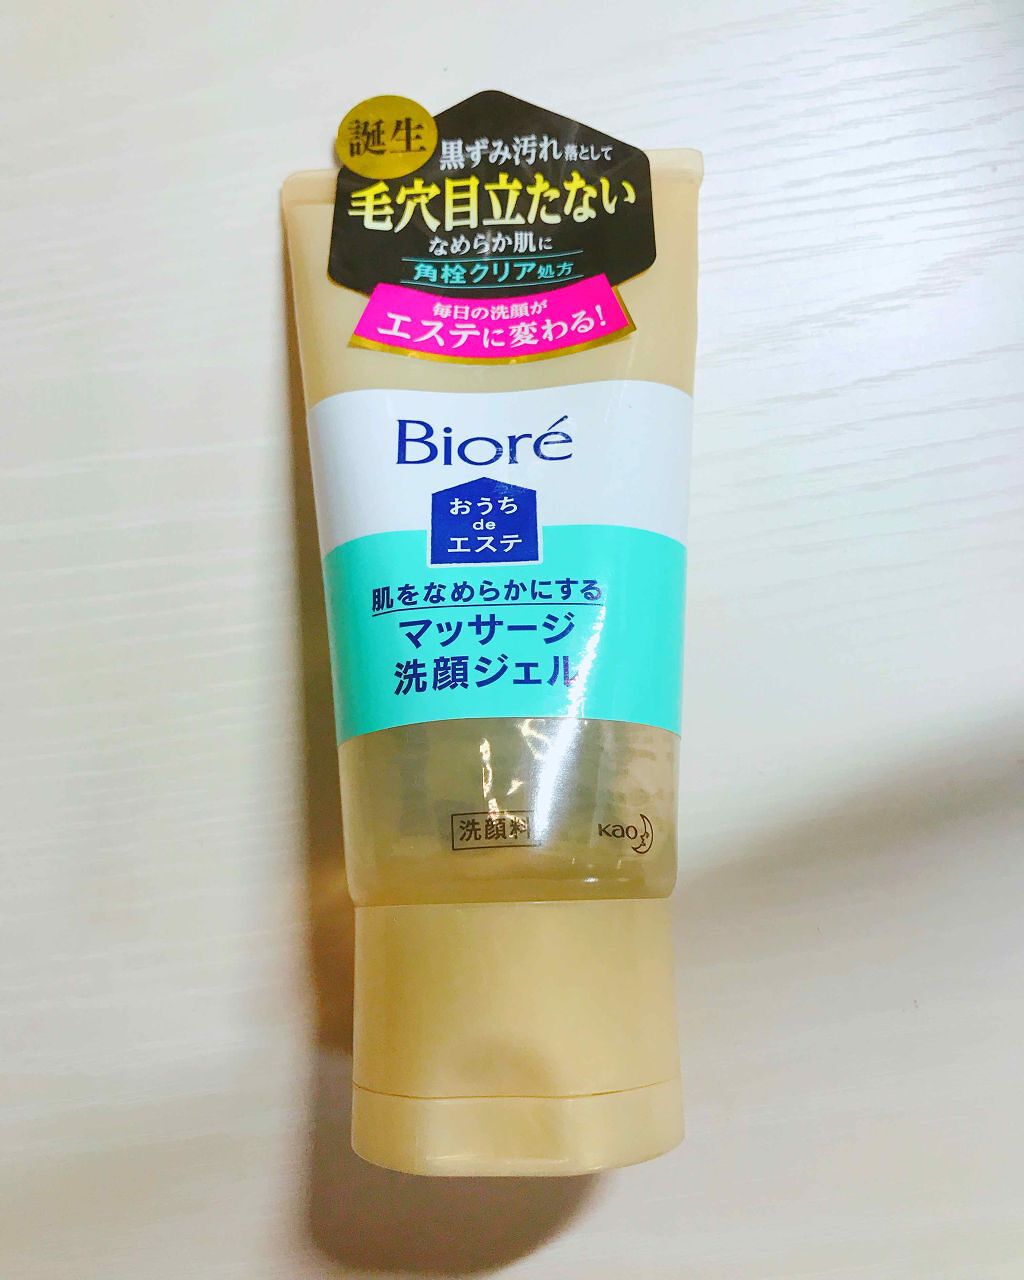 誕生
黒ずみ汚れ落として
毛穴目立たない
なめらか肌に
角栓クリア処方
毎日の洗顔が
エステに変わる!
Bioré
おうち
de
エステ
肌をなめらかにする
マッサージ
洗顔ジェル
洗顔料
Kao